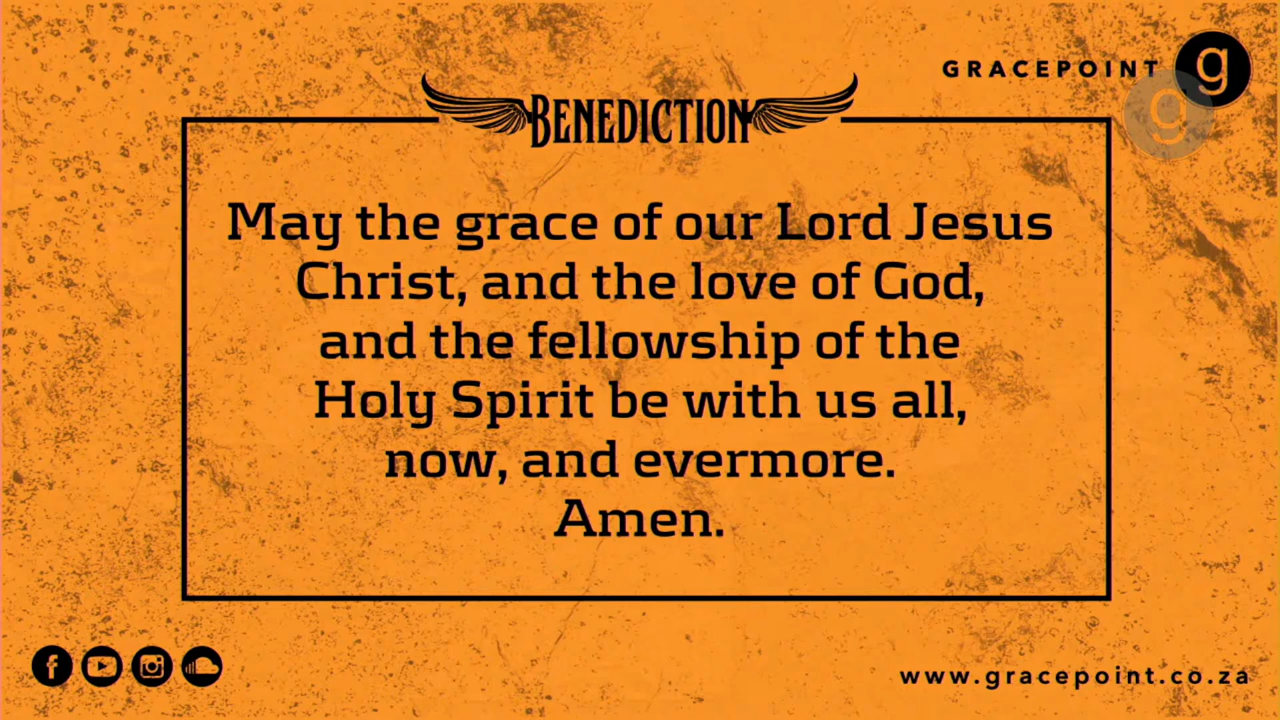 GRACEPOINT g
g
BENEDICTION
May the grace of our Lord Jesus
Christ, and the love of God,
and the fellowship of the
Holy Spirit be with us all,
now, and evermore.
Amen.
www.gracepoint.co.za